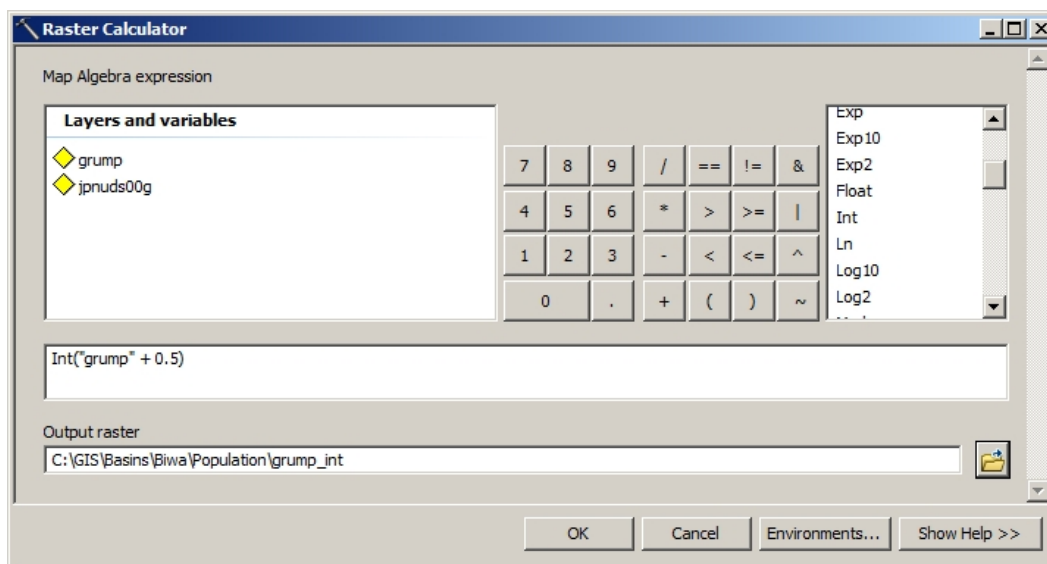 Raster Calculator
Map Algebra expression
Layers and variables
grump
jpnuds00g
7 8 9 / == != &
4 5 6 * > >= |
1 2 3 - < <= ^
0 . + ( ) ~
Exp
Exp10
Exp2
Float
Int
Ln
Log10
Log2
Int("grump" + 0.5)
Output raster
C:\GIS\Basins\Biwa\Population\grump_int
OK Cancel Environments... Show Help >>